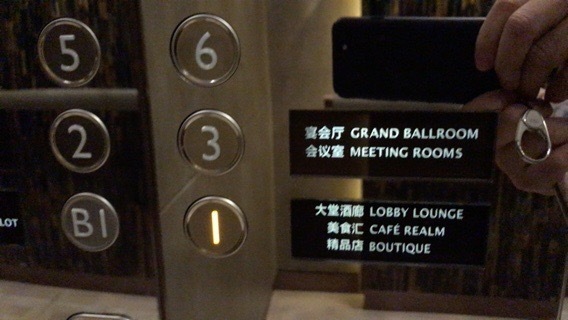 5 6
2 3
宴会厅 GRAND BALLROOM
会议室 MEETING ROOMS
B1 1
LOT
大堂酒廊 LOBBY LOUNGE
美食汇 CAFÉ REALM
精品店 BOUTIQUE